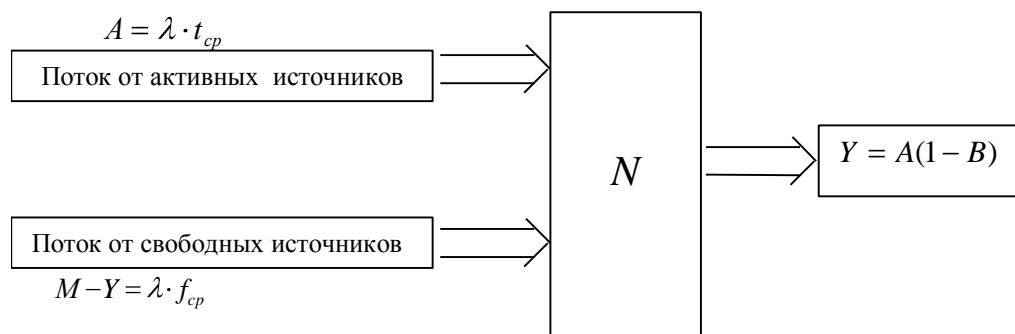 A = λ · t_ср
Поток от активных источников
N
Y = A(1 − B)
Поток от свободных источников
M − Y = λ · f_ср